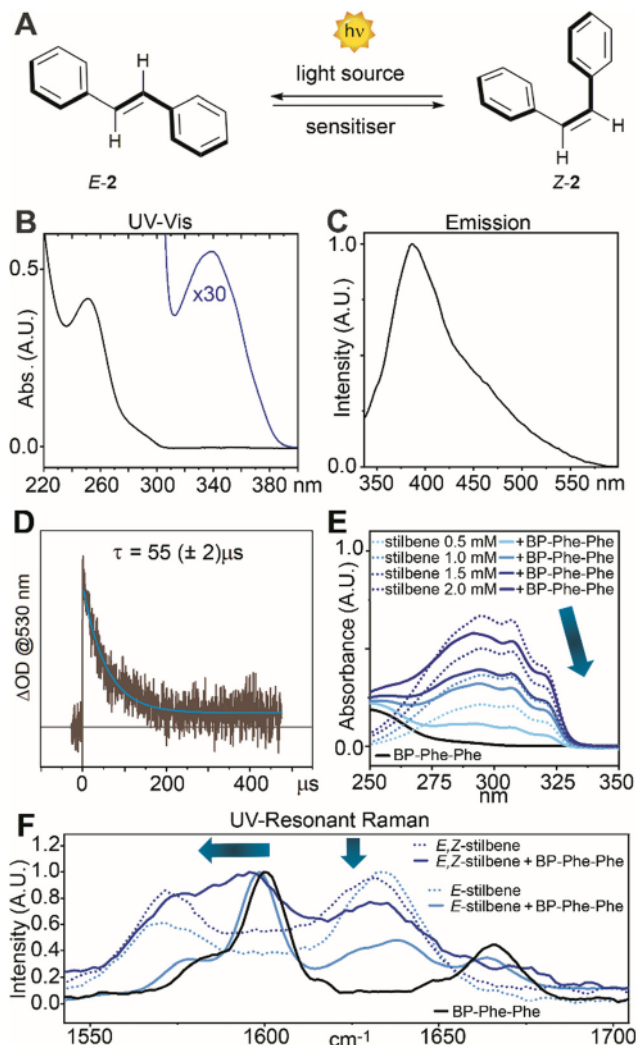 A
hν
light source
sensitiser
H
H
H
H
E-2
Z-2
B
UV-Vis
0.5
x30
Abs. (A.U.)
0.0
220 260 300 340 380 nm
C
Emission
1.0
Intensity (A.U.)
0.0
350 400 450 500 550 nm
D
τ = 55 (± 2)μs
ΔOD @530 nm
0 200 400 μs
E
1.0
stilbene 0.5 mM +BP-Phe-Phe
stilbene 1.0 mM +BP-Phe-Phe
stilbene 1.5 mM +BP-Phe-Phe
stilbene 2.0 mM +BP-Phe-Phe
Absorbance (A.U.)
0.0
BP-Phe-Phe
250 275 300 325 350
nm
F
UV-Resonant Raman
1.2
1.0
0.8
0.6
0.4
0.2
0.0
Intensity (A.U.)
E,Z-stilbene
E,Z-stilbene + BP-Phe-Phe
E-stilbene
E-stilbene + BP-Phe-Phe
BP-Phe-Phe
1550 1600 cm⁻¹ 1650 1700